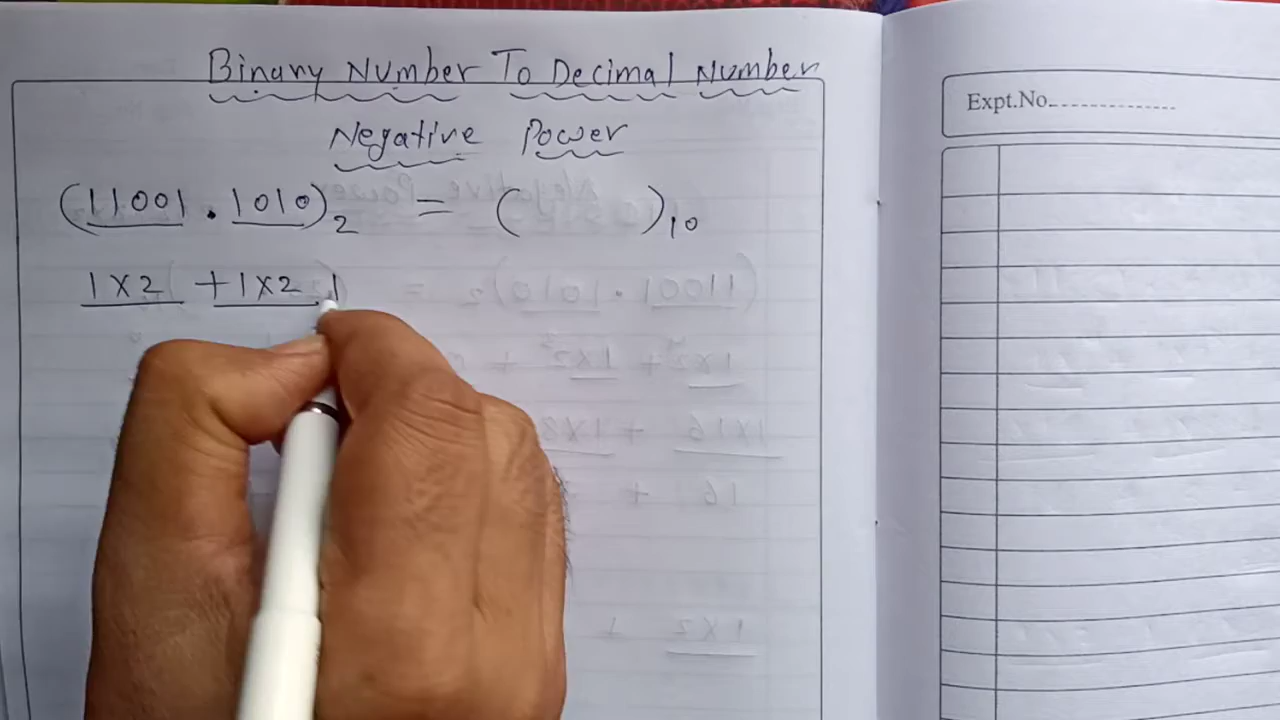 Binary Number To Decimal Number
Negative Power
(11001 . 1010)₂ = ( )₁₀
1×2 + 1×2
Expt.No.